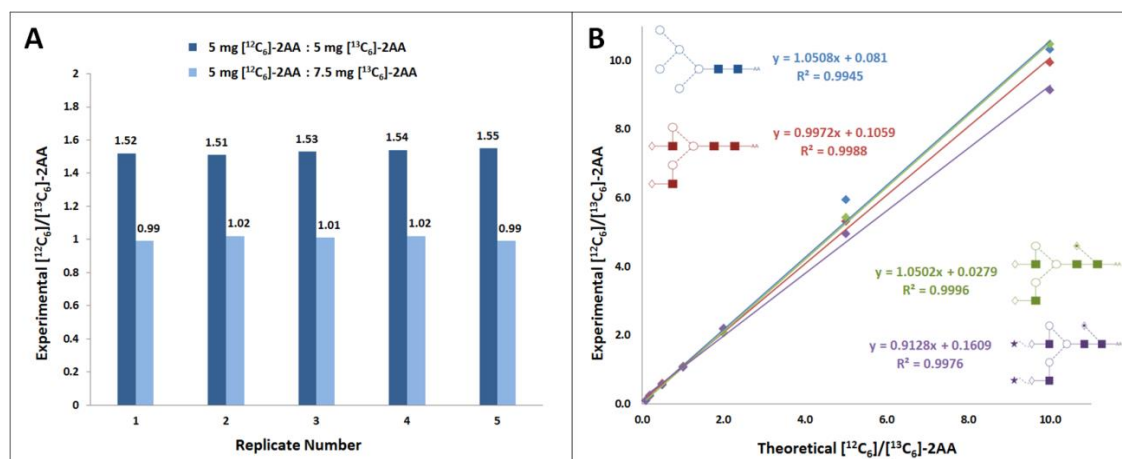 A
5 mg [¹²C₆]-2AA : 5 mg [¹³C₆]-2AA
5 mg [¹²C₆]-2AA : 7.5 mg [¹³C₆]-2AA
Experimental [¹²C₆]/[¹³C₆]-2AA
2
1.8
1.6
1.4
1.2
1
0.8
0.6
0.4
0.2
0
1.52
0.99
1.51
1.02
1.53
1.01
1.54
1.02
1.55
0.99
1 2 3 4 5
Replicate Number
B
Experimental [¹²C₆]/[¹³C₆]-2AA
10.0
8.0
6.0
4.0
2.0
0.0
AA
y = 1.0508x + 0.081
R² = 0.9945
AA
y = 0.9972x + 0.1059
R² = 0.9988
y = 1.0502x + 0.0279
R² = 0.9996
AA
y = 0.9128x + 0.1609
R² = 0.9976
AA
0.0 2.0 4.0 6.0 8.0 10.0
Theoretical [¹²C₆]/[¹³C₆]-2AA